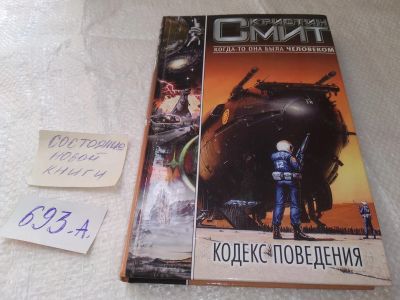 КРИСТИН
СМИТ
КОГДА-ТО ОНА БЫЛА ЧЕЛОВЕКОМ
КОДЕКС ПОВЕДЕНИЯ
СОСТОЯНИЕ
НОВОЙ
КНИГИ
693-А.